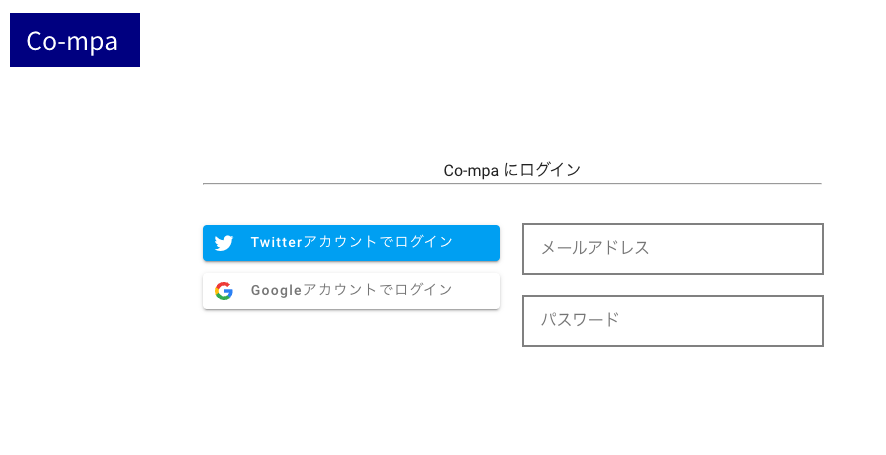 Co-mpa
Co-mpa にログイン
Twitterアカウントでログイン
Googleアカウントでログイン
メールアドレス
パスワード